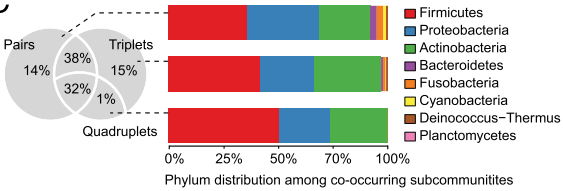 Pairs
Triplets
38%
14%
15%
32%
1%
Quadruplets
Firmicutes
Proteobacteria
Actinobacteria
Bacteroidetes
Fusobacteria
Cyanobacteria
Deinococcus−Thermus
Planctomycetes
0% 25% 50% 75% 100%
Phylum distribution among co-occurring subcommunitites